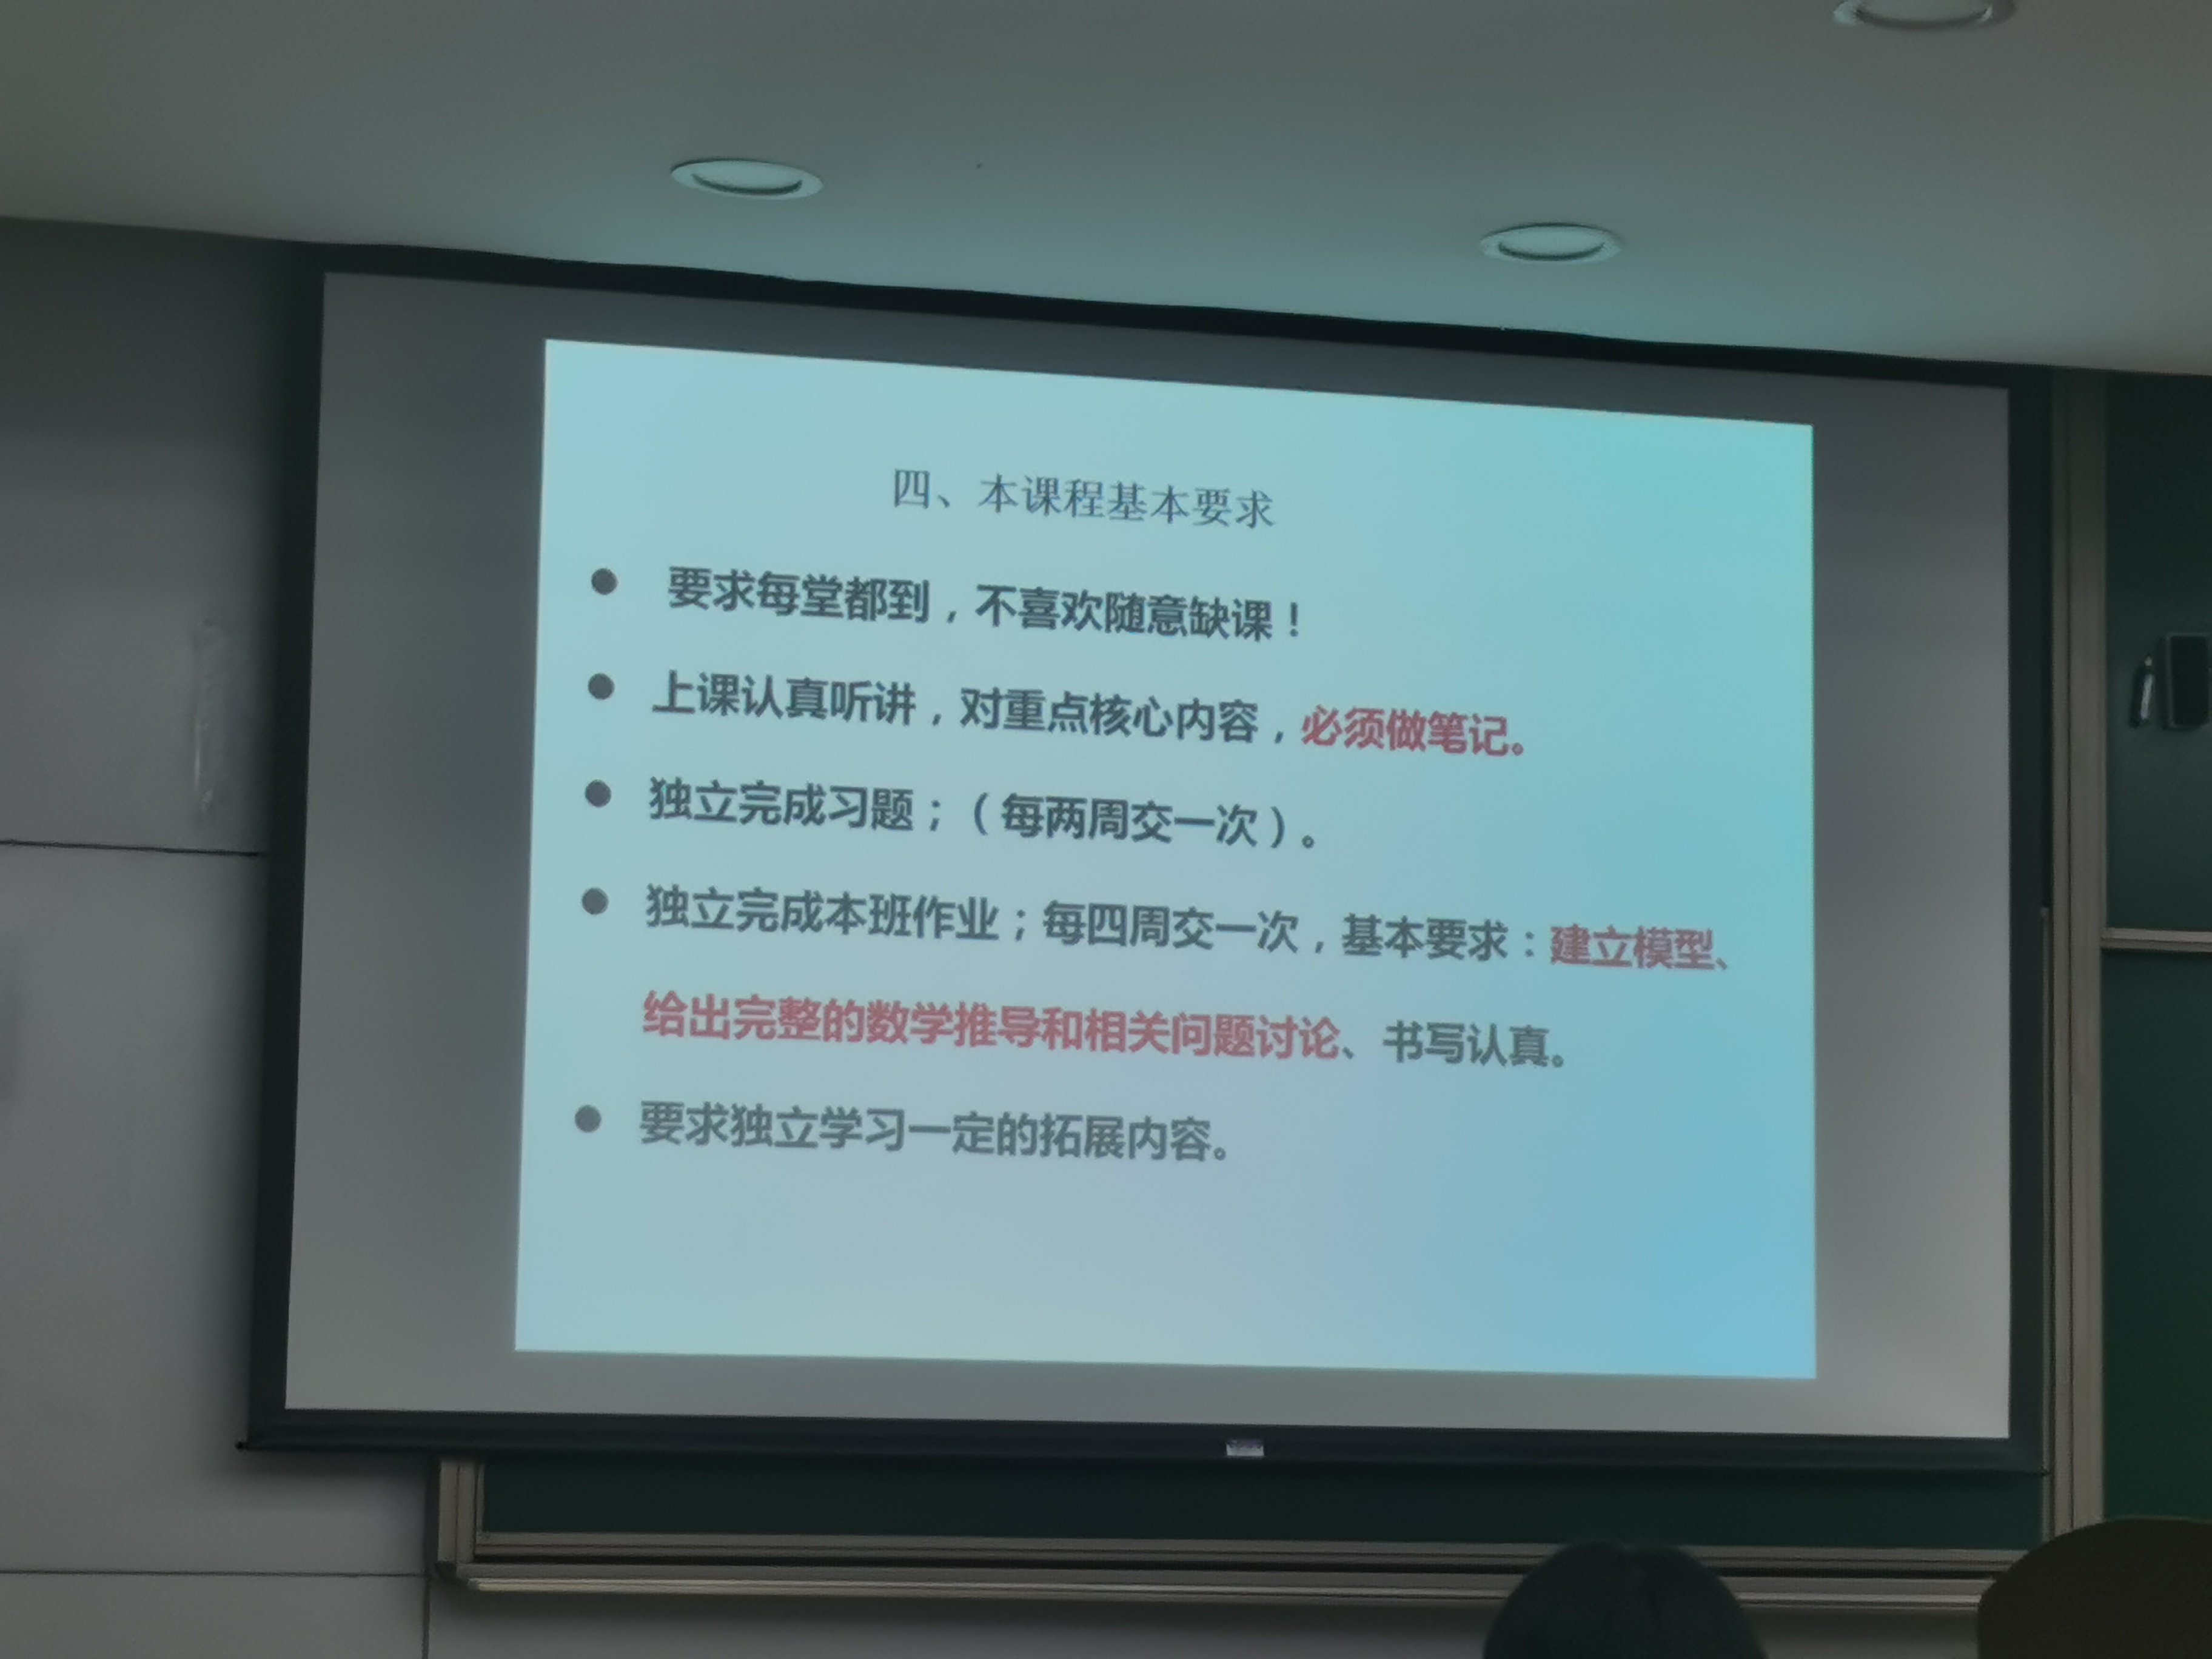 四、本课程基本要求
● 要求每堂都到，不喜欢随意缺课！
● 上课认真听讲，对重点核心内容，必须做笔记。
● 独立完成习题；（每两周交一次）。
● 独立完成本班作业；每四周交一次，基本要求：建立模型、
给出完整的数学推导和相关问题讨论、书写认真。
● 要求独立学习一定的拓展内容。